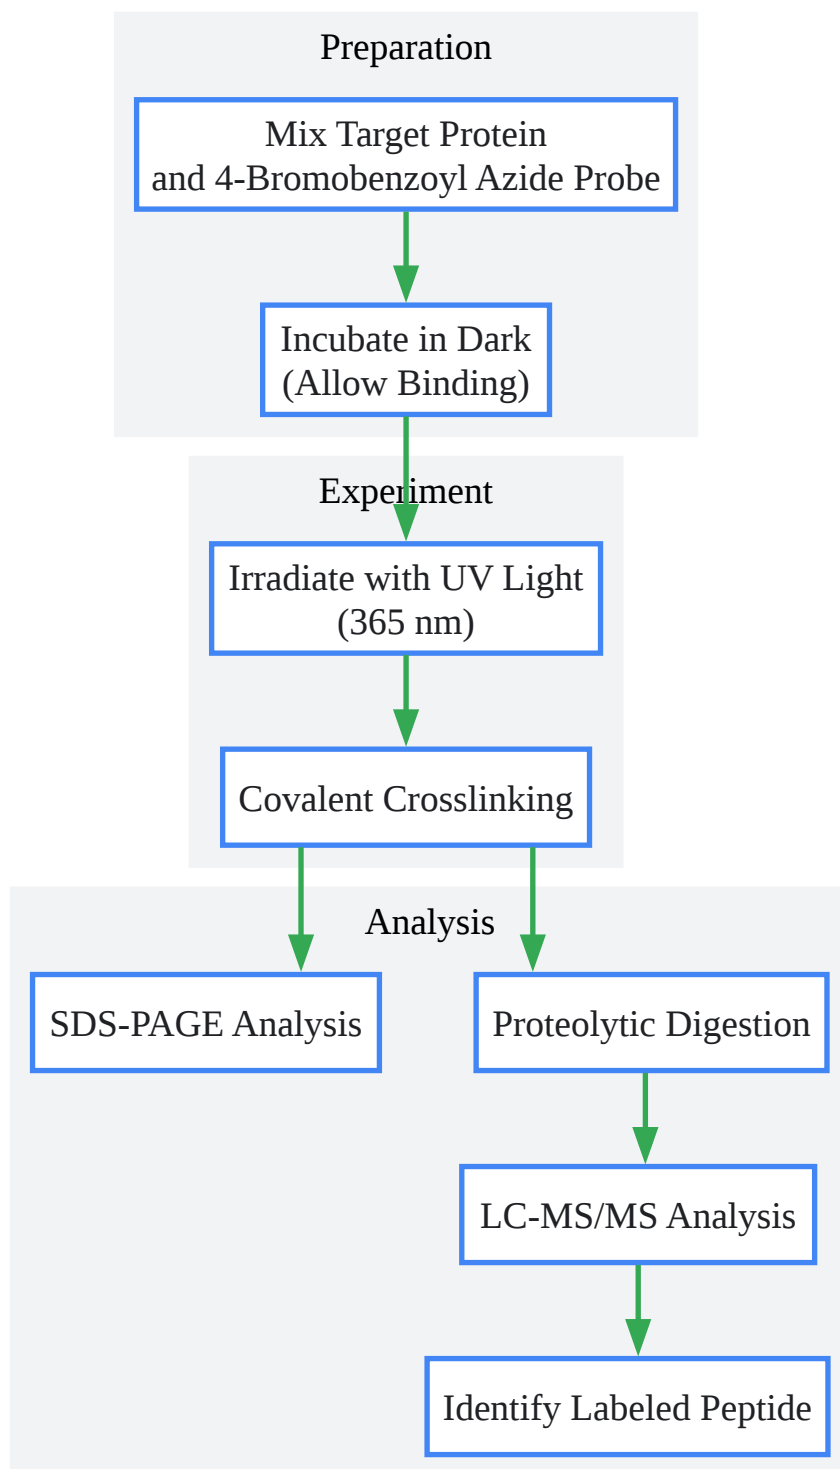 Preparation
Mix Target Protein
and 4-Bromobenzoyl Azide Probe
Incubate in Dark
(Allow Binding)
Experiment
Irradiate with UV Light
(365 nm)
Covalent Crosslinking
Analysis
SDS-PAGE Analysis
Proteolytic Digestion
LC-MS/MS Analysis
Identify Labeled Peptide